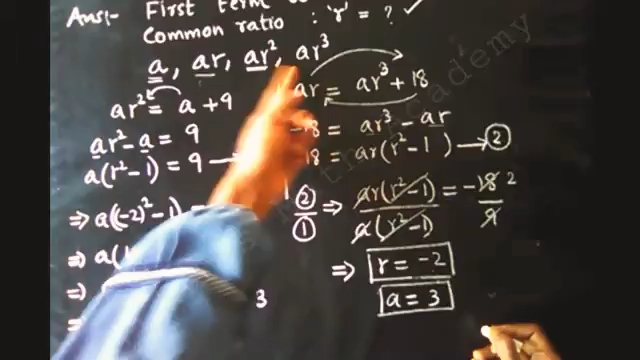 Ans:- First Term
Common ratio : 'r' = ? ✓
a, ar, ar², ar³
ar² = a + 9
ar² - a = 9
a(r² - 1) = 9 →
⇒ a((-2)² - 1)
⇒ a(
⇒
=
3
ar = ar³ + 18
-18 = ar³ - ar
18 = ar(r² - 1) → ②
②/① ⇒ ar(r² - 1)/a(r² - 1) = -18/9 2
⇒ r = -2
a = 3